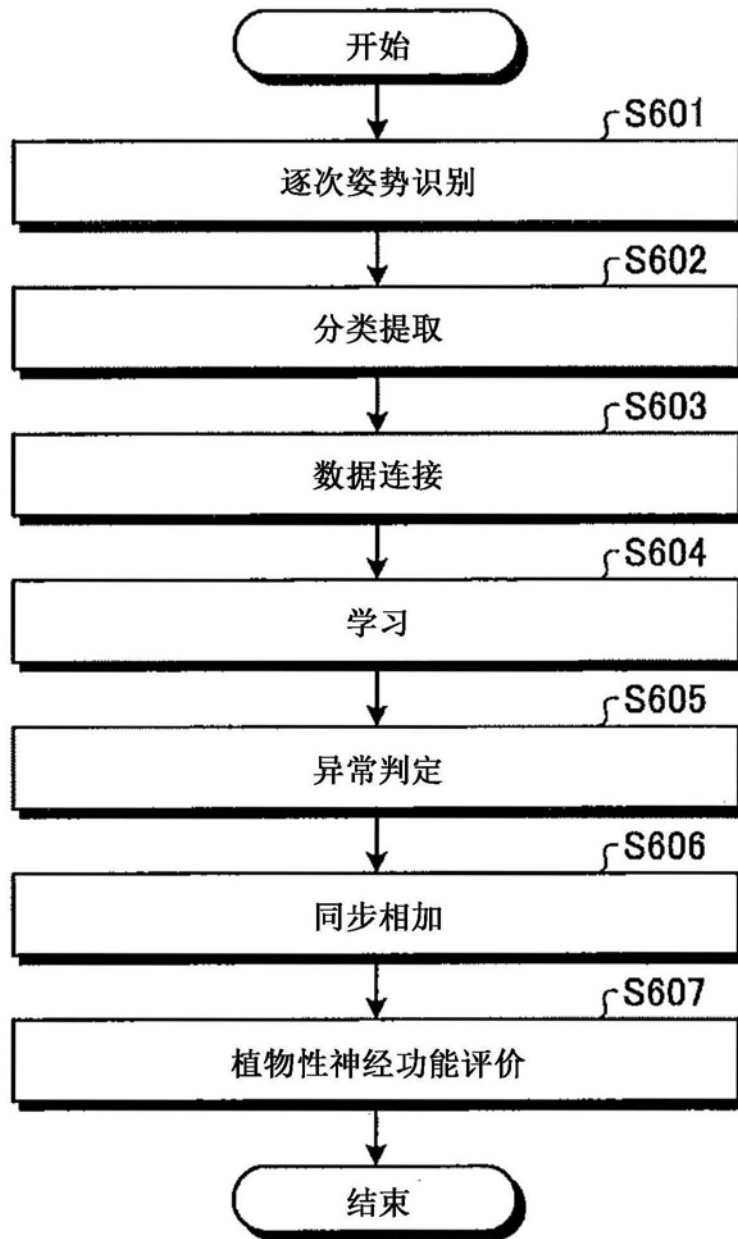 开始
S601
逐次姿势识别
S602
分类提取
S603
数据连接
S604
学习
S605
异常判定
S606
同步相加
S607
植物性神经功能评价
结束